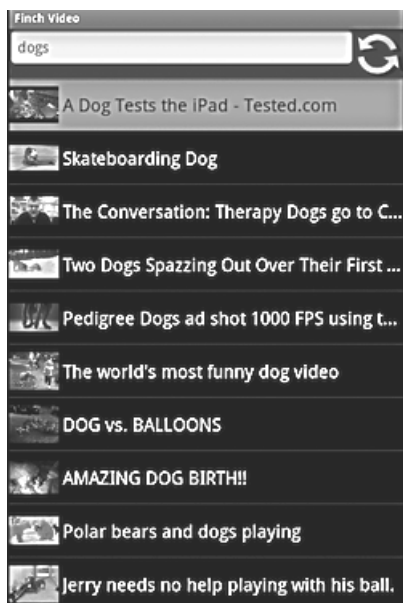 Finch Video
dogs
A Dog Tests the iPad - Tested.com
Skateboarding Dog
The Conversation: Therapy Dogs go to C...
Two Dogs Spazzing Out Over Their First ...
Pedigree Dogs ad shot 1000 FPS using t...
The world's most funny dog video
DOG vs. BALLOONS
AMAZING DOG BIRTH!!
Polar bears and dogs playing
Jerry needs no help playing with his ball.